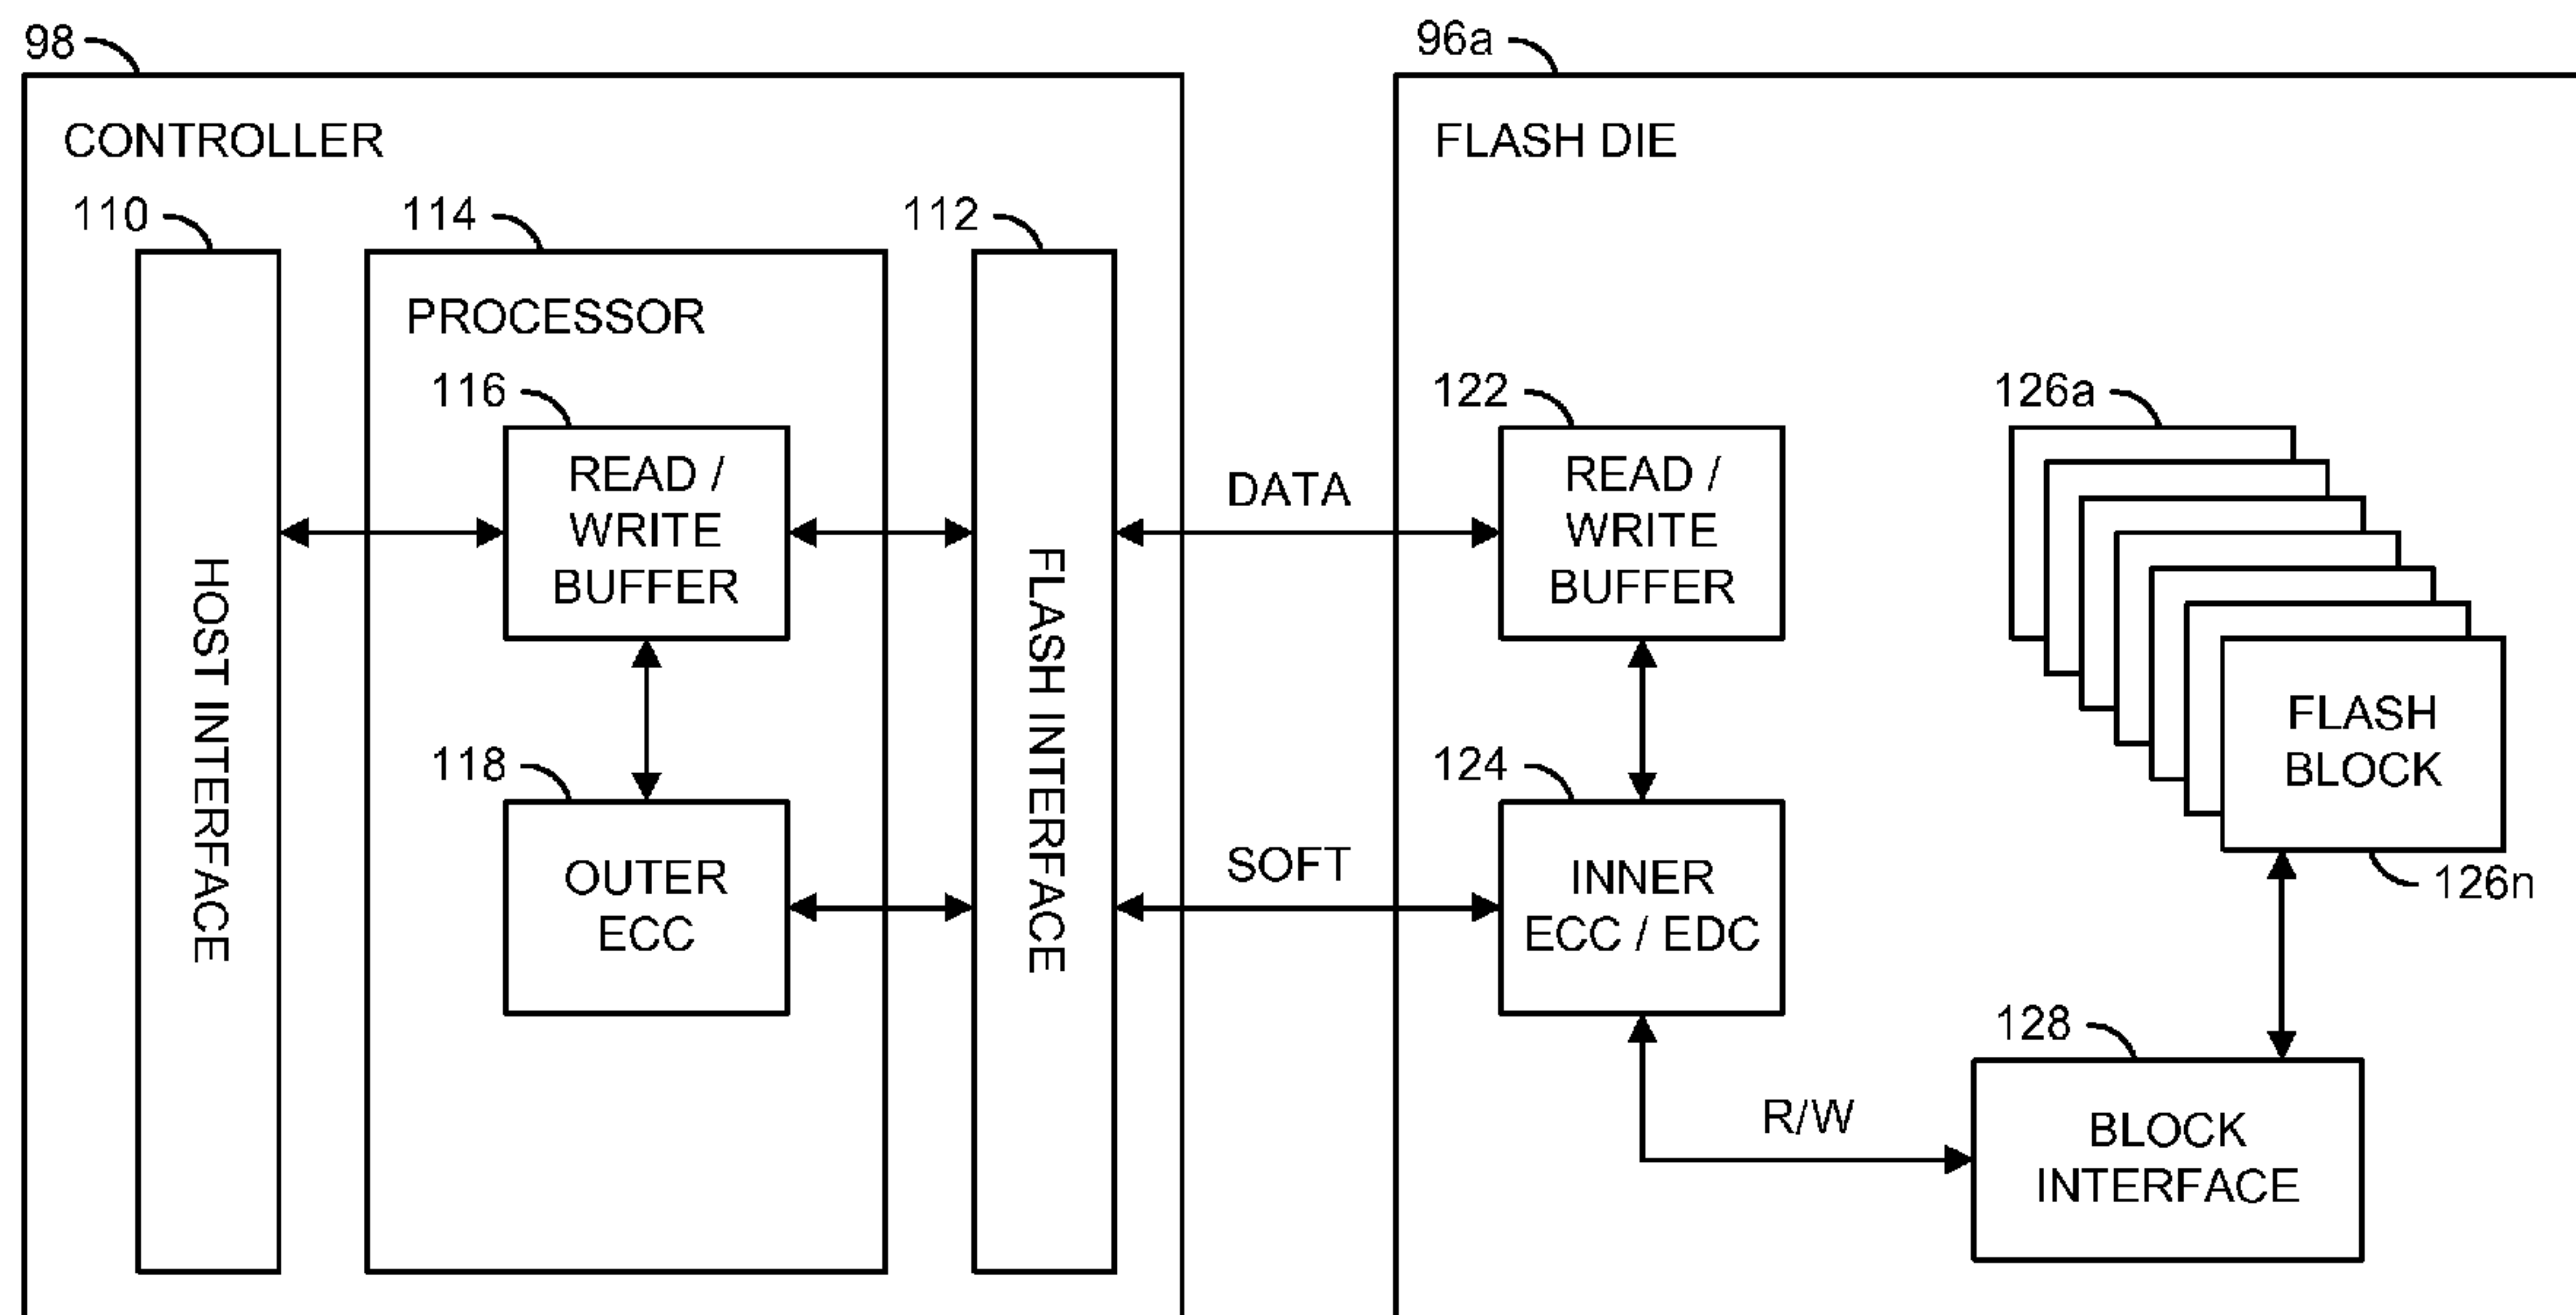 98
96a
CONTROLLER
FLASH DIE
110
114
112
PROCESSOR
116
122
126a
READ /
WRITE
BUFFER
DATA
READ /
WRITE
BUFFER
HOST INTERFACE
FLASH INTERFACE
FLASH
BLOCK
118
124
126n
OUTER
ECC
SOFT
INNER
ECC / EDC
128
R/W
BLOCK
INTERFACE